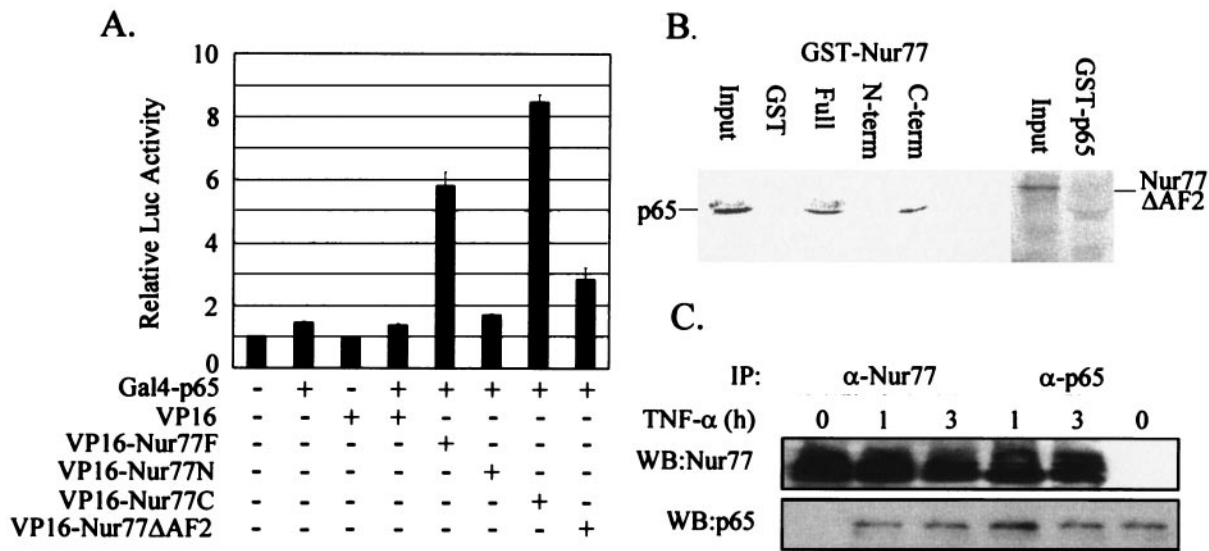 A.
Relative Luc Activity
10
8
6
4
2
0
Gal4-p65 - + - + + + + +
VP16 - - + + - - - -
VP16-Nur77F - - - - + - - -
VP16-Nur77N - - - - - + - -
VP16-Nur77C - - - - - - + -
VP16-Nur77ΔAF2 - - - - - - - +
B.
GST-Nur77
Input
GST
Full
N-term
C-term
Input
GST-p65
p65
Nur77
ΔAF2
C.
IP: α-Nur77 α-p65
TNF-α (h) 0 1 3 1 3 0
WB:Nur77
WB:p65